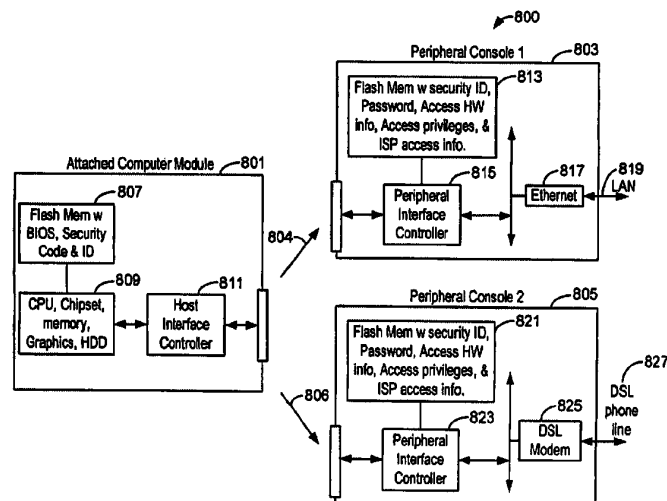 800
Peripheral Console 1
803
813
Flash Mem w security ID,
Password, Access HW
info, Access privileges, &
ISP access info.
815
Peripheral
Interface
Controller
817
Ethernet
819
LAN
Attached Computer Module
801
807
Flash Mem w
BIOS, Security
Code & ID
809
CPU, Chipset,
memory,
Graphics, HDD
811
Host
Interface
Controller
804
806
Peripheral Console 2
805
821
Flash Mem w security ID,
Password, Access HW
info, Access privileges, &
ISP access info.
823
Peripheral
Interface
Controller
825
DSL
Modem
827
DSL
phone
line